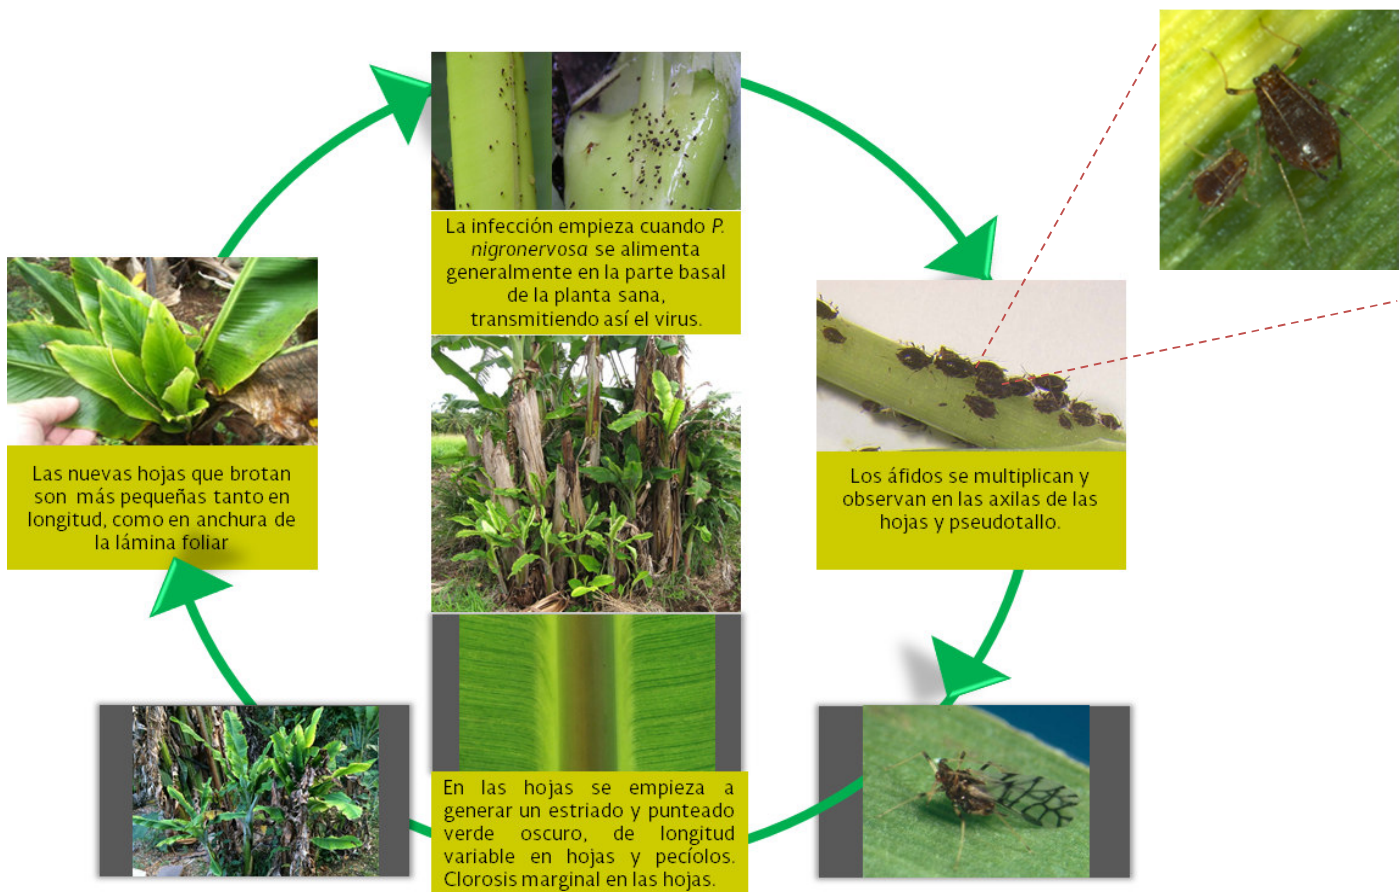 La infección empieza cuando P.
nigronervosa se alimenta
generalmente en la parte basal
de la planta sana,
transmitiendo así el virus.
Los áfidos se multiplican y
observan en las axilas de las
hojas y pseudotallo.
En las hojas se empieza a
generar un estriado y punteado
verde oscuro, de longitud
variable en hojas y pecíolos.
Clorosis marginal en las hojas.
Las nuevas hojas que brotan
son más pequeñas tanto en
longitud, como en anchura de
la lámina foliar